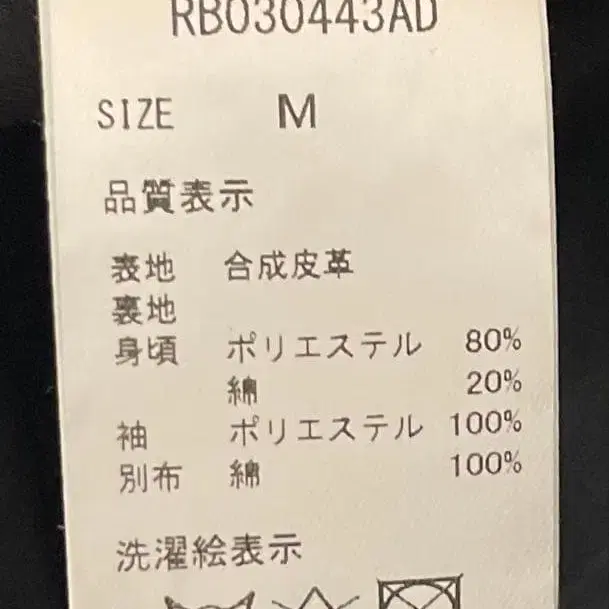 RB030443AD
SIZE M
品質表示
表地 合成皮革
裏地
身頃 ポリエステル 80%
綿 20%
袖 ポリエステル 100%
別布 綿 100%
洗濯絵表示